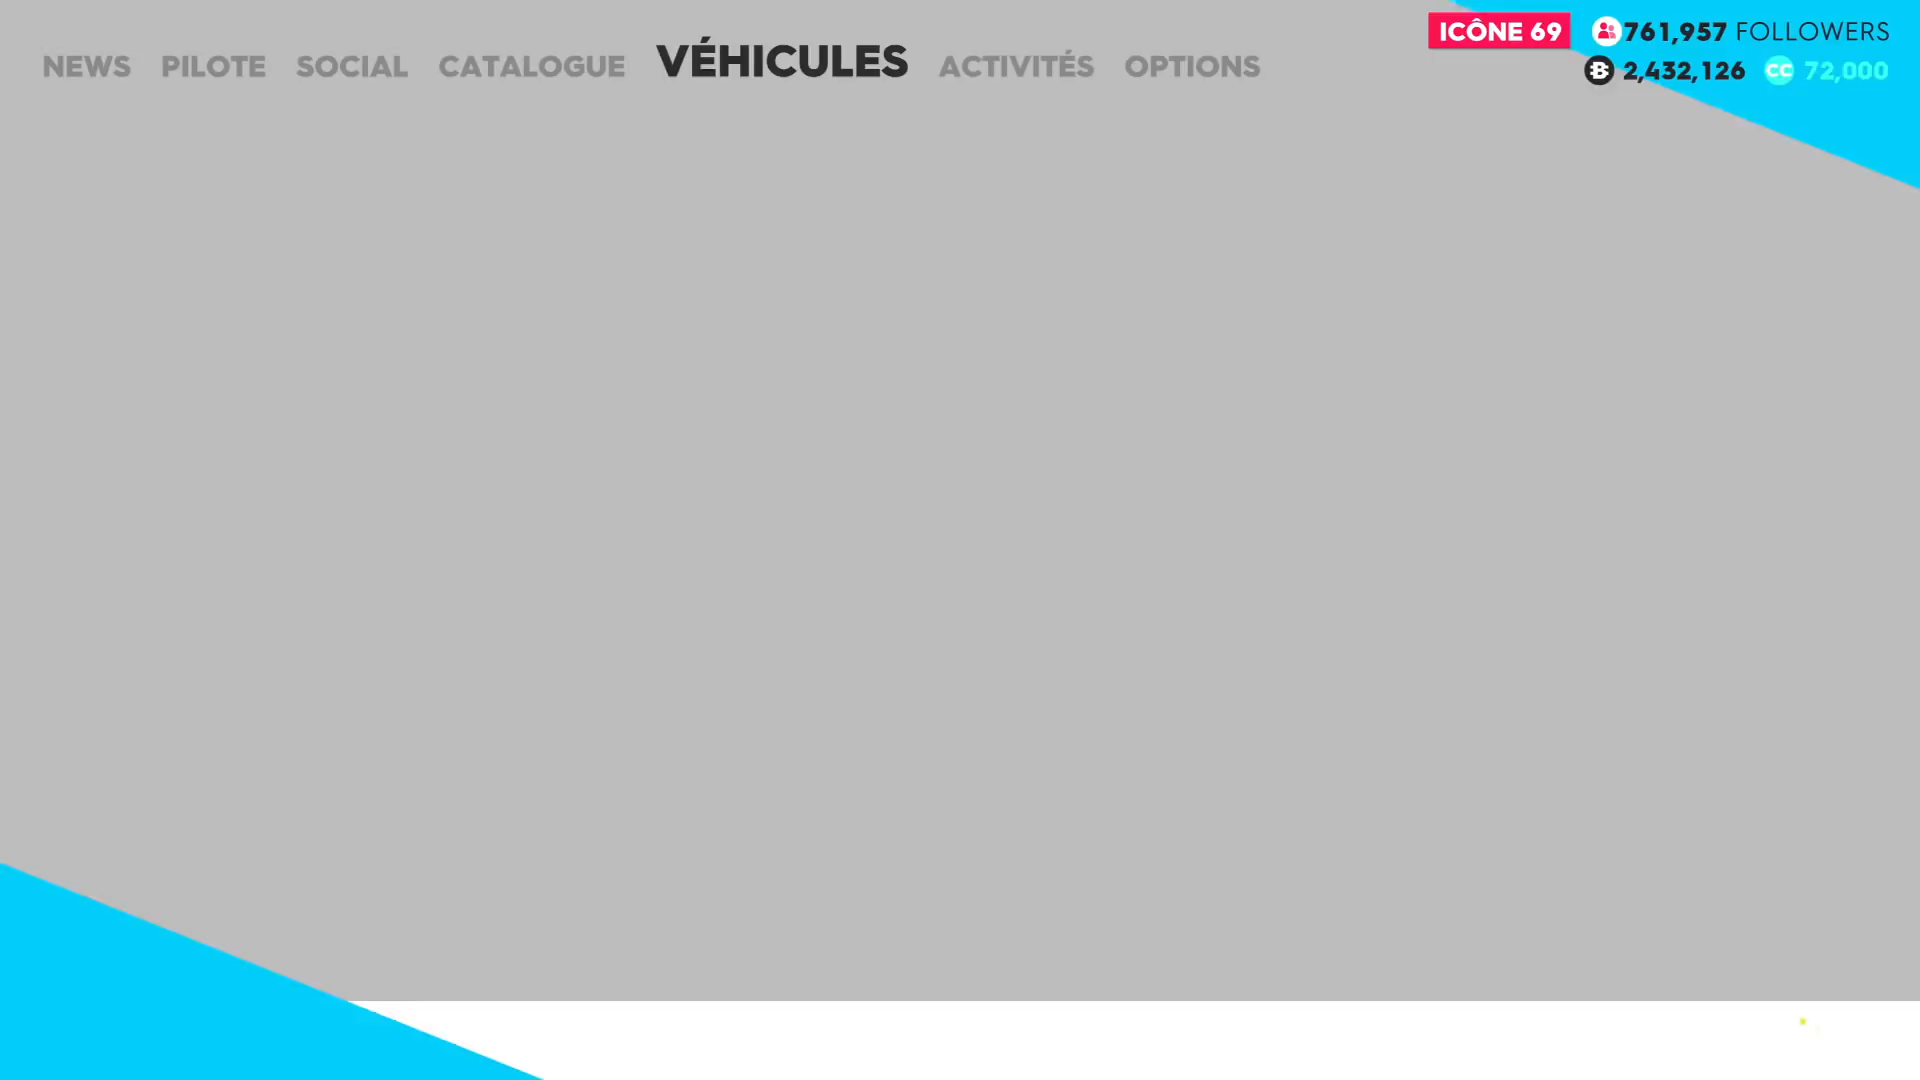 NEWS PILOTE SOCIAL CATALOGUE VÉHICULES ACTIVITÉS OPTIONS
ICÔNE 69 761,957 FOLLOWERS
B 2,432,126 CC 72,000